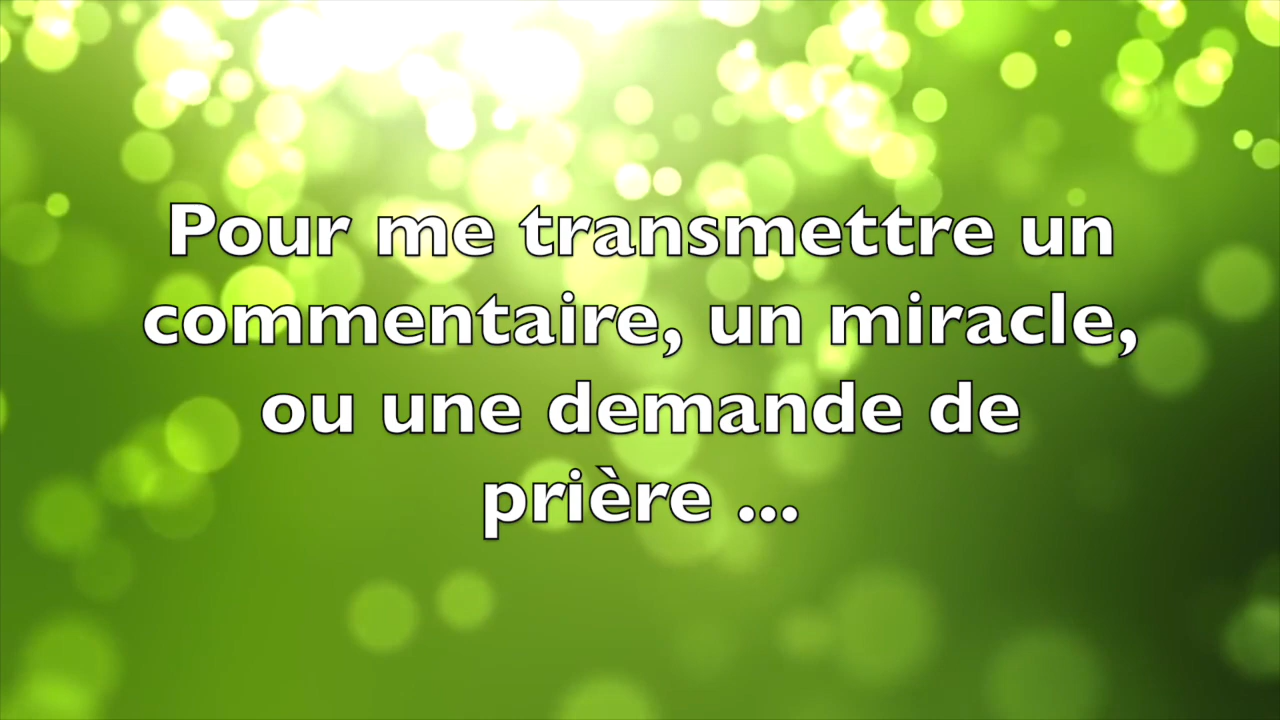 Pour me transmettre un
commentaire, un miracle,
ou une demande de
prière ...